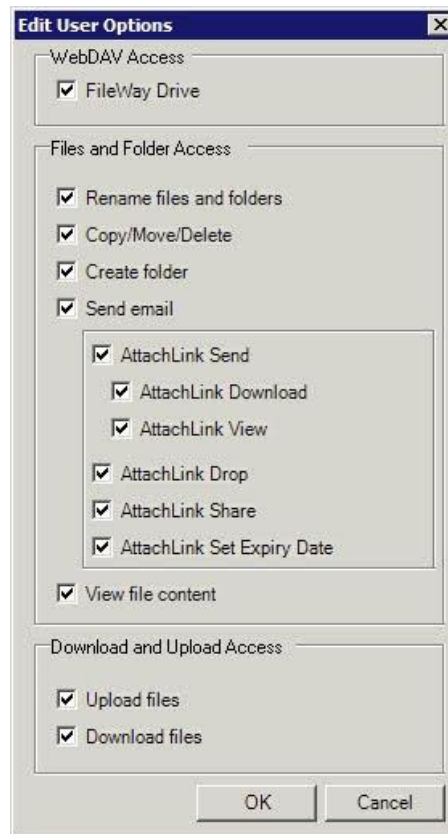 Edit User Options
WebDAV Access
FileWay Drive
Files and Folder Access
Rename files and folders
Copy/Move/Delete
Create folder
Send email
AttachLink Send
AttachLink Download
AttachLink View
AttachLink Drop
AttachLink Share
AttachLink Set Expiry Date
View file content
Download and Upload Access
Upload files
Download files
OK Cancel